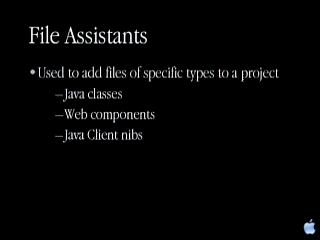 File Assistants
• Used to add files of specific types to a project
– Java classes
– Web components
– Java Client nibs